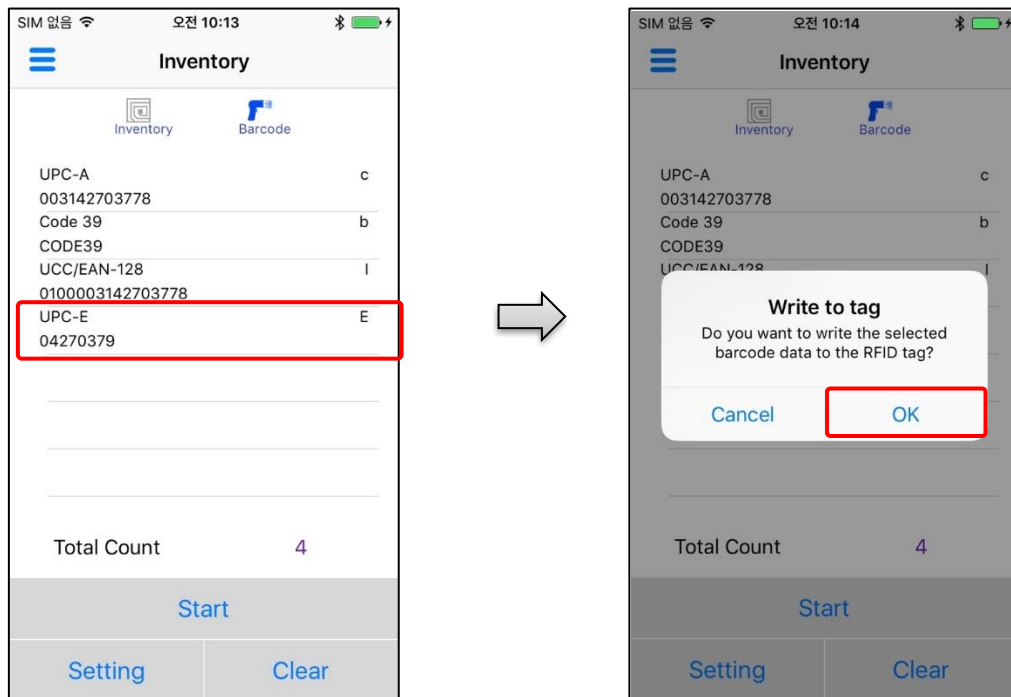 SIM 없음 오전 10:13
Inventory
Inventory Barcode
UPC-A c
003142703778
Code 39 b
CODE39
UCC/EAN-128 I
0100003142703778
UPC-E E
04270379
Total Count 4
Start
Setting Clear
SIM 없음 오전 10:14
Inventory
Inventory Barcode
UPC-A c
003142703778
Code 39 b
CODE39
UCC/EAN-128 I
Write to tag
Do you want to write the selected
barcode data to the RFID tag?
Cancel OK
Total Count 4
Start
Setting Clear